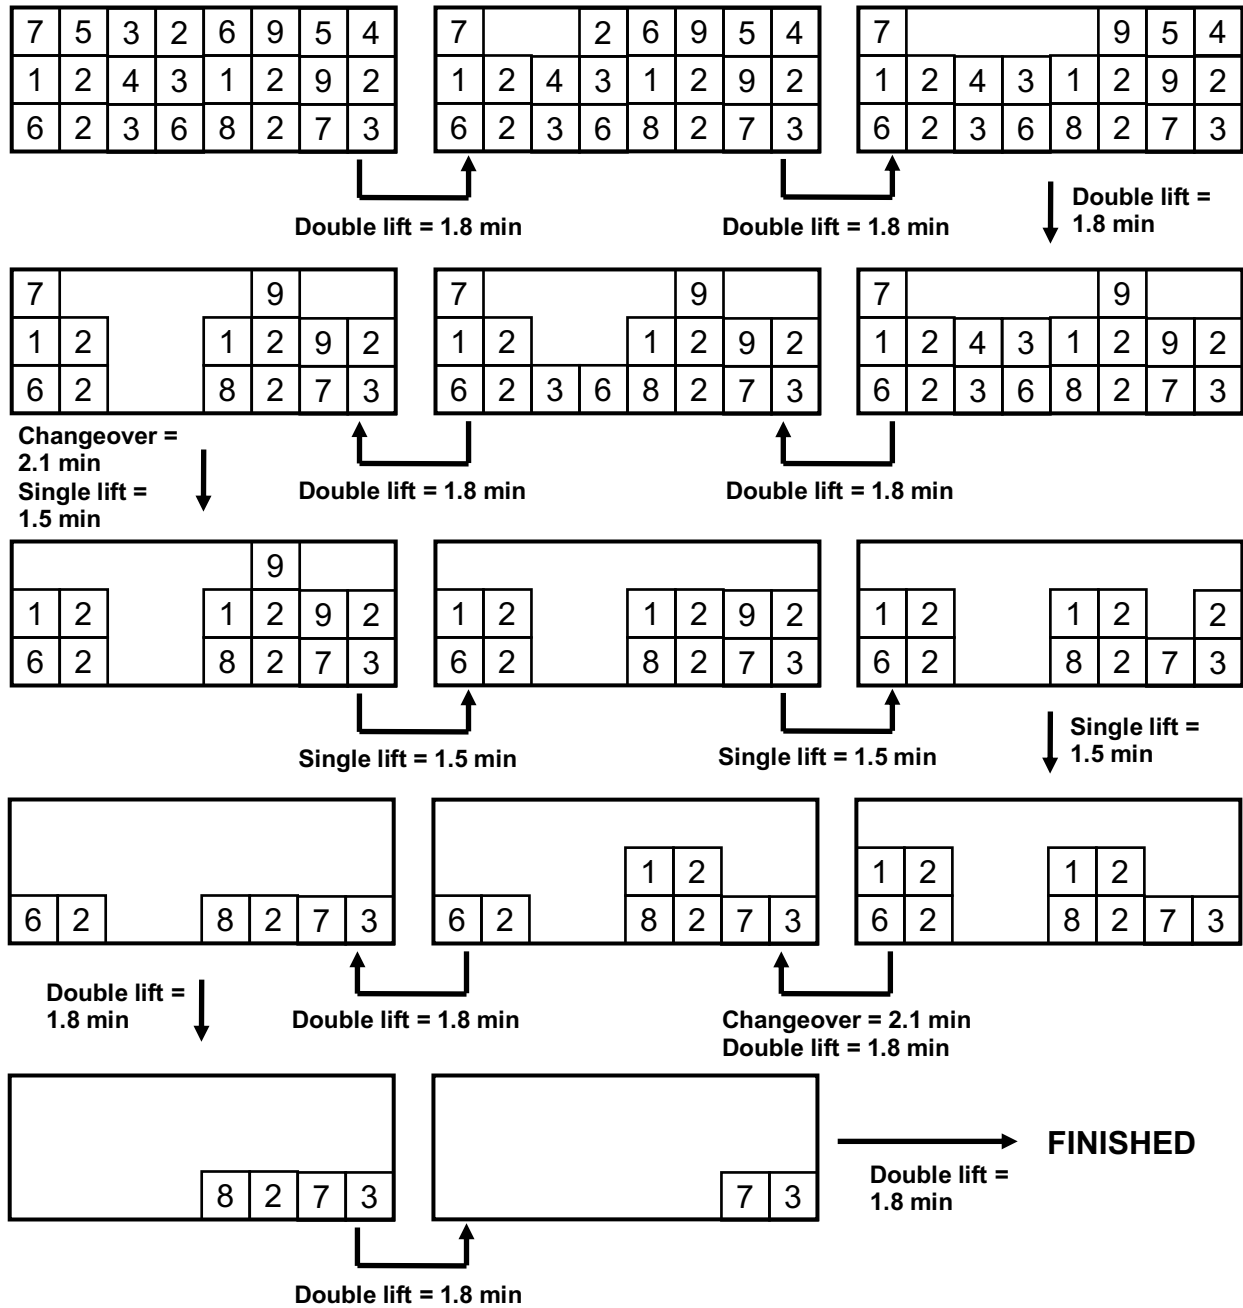 7 5 3 2 6 9 5 4
1 2 4 3 1 2 9 2
6 2 3 6 8 2 7 3
7 2 6 9 5 4
1 2 4 3 1 2 9 2
6 2 3 6 8 2 7 3
7 9 5 4
1 2 4 3 1 2 9 2
6 2 3 6 8 2 7 3
Double lift = 1.8 min
Double lift = 1.8 min
Double lift =
1.8 min
7 9
1 2 1 2 9 2
6 2 8 2 7 3
7 9
1 2 1 2 9 2
6 2 3 6 8 2 7 3
7 9
1 2 4 3 1 2 9 2
6 2 3 6 8 2 7 3
Changeover =
2.1 min
Single lift =
1.5 min
Double lift = 1.8 min
Double lift = 1.8 min
9
1 2 1 2 9 2
6 2 8 2 7 3
1 2 1 2 9 2
6 2 8 2 7 3
1 2 1 2 2
6 2 8 2 7 3
Single lift = 1.5 min
Single lift = 1.5 min
Single lift =
1.5 min
6 2 8 2 7 3
1 2
6 2 8 2 7 3
1 2 1 2
6 2 8 2 7 3
Double lift =
1.8 min
Double lift = 1.8 min
Changeover = 2.1 min
Double lift = 1.8 min
8 2 7 3
7 3
FINISHED
Double lift =
1.8 min
Double lift = 1.8 min